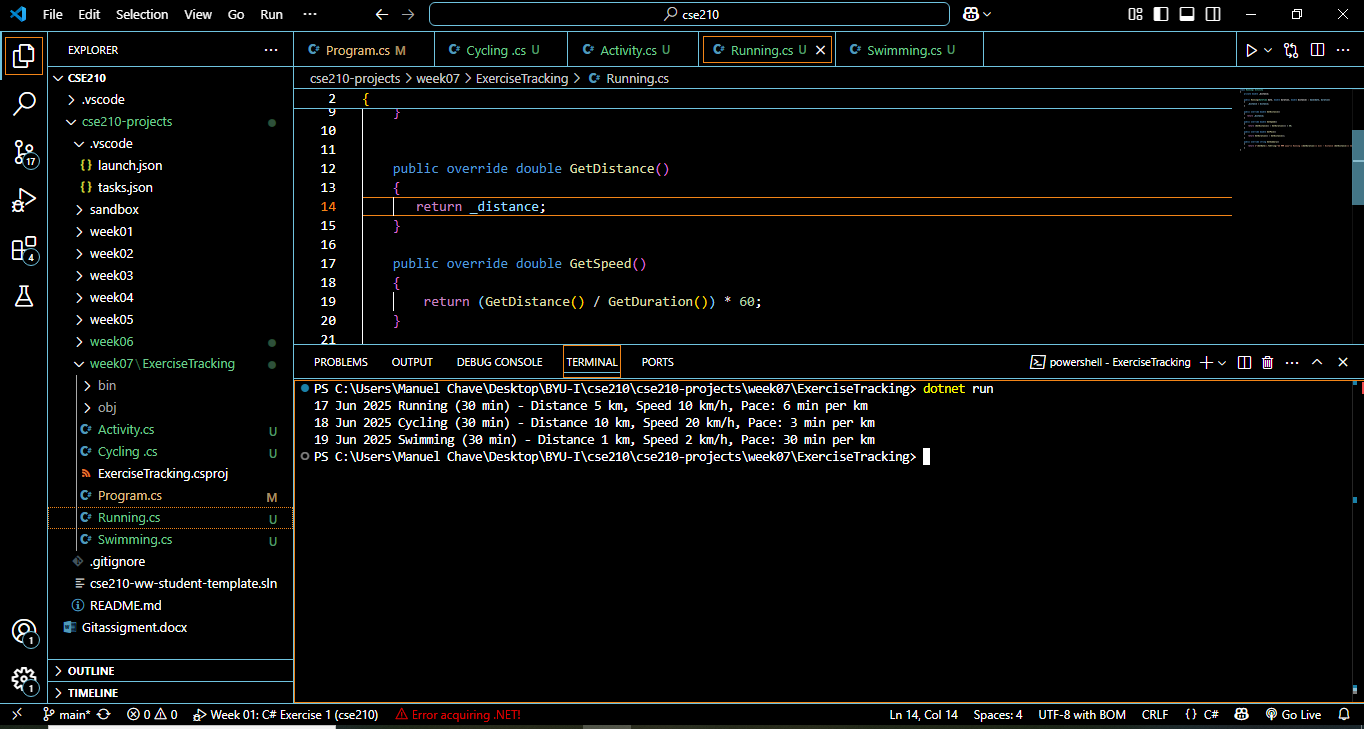 File Edit Selection View Go Run ··· cse210
EXPLORER ···
CSE210
.vscode
cse210-projects
.vscode
{} launch.json
{} tasks.json
sandbox
week01
week02
week03
week04
week05
week06
week07\ExerciseTracking
bin
obj
C# Activity.cs U
C# Cycling .cs U
ExerciseTracking.csproj
C# Program.cs M
C# Running.cs U
C# Swimming.cs U
.gitignore
cse210-ww-student-template.sln
README.md
Gitassigment.docx
OUTLINE
TIMELINE
17
4
1
1
C# Program.cs M C# Cycling .cs U C# Activity.cs U C# Running.cs U C# Swimming.cs U
cse210-projects > week07 > ExerciseTracking > C# Running.cs
2 {
9 }
10
11
12 public override double GetDistance()
13 {
14 return _distance;
15 }
16
17 public override double GetSpeed()
18 {
19 return (GetDistance() / GetDuration()) * 60;
20 }
21
PROBLEMS OUTPUT DEBUG CONSOLE TERMINAL PORTS powershell - ExerciseTracking
PS C:\Users\Manuel Chave\Desktop\BYU-I\cse210\cse210-projects\week07\ExerciseTracking> dotnet run
17 Jun 2025 Running (30 min) - Distance 5 km, Speed 10 km/h, Pace: 6 min per km
18 Jun 2025 Cycling (30 min) - Distance 10 km, Speed 20 km/h, Pace: 3 min per km
19 Jun 2025 Swimming (30 min) - Distance 1 km, Speed 2 km/h, Pace: 30 min per km
PS C:\Users\Manuel Chave\Desktop\BYU-I\cse210\cse210-projects\week07\ExerciseTracking>
main* 0 0 Week 01: C# Exercise 1 (cse210) Error acquiring .NET! Ln 14, Col 14 Spaces: 4 UTF-8 with BOM CRLF {} C# Go Live